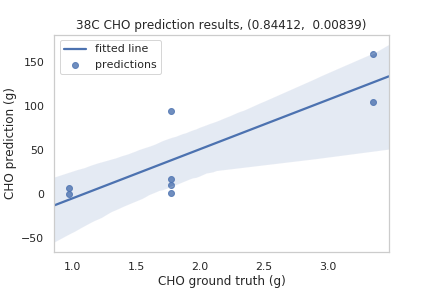 38C CHO prediction results, (0.84412, 0.00839)
fitted line
predictions
150
100
50
0
−50
CHO prediction (g)
1.0 1.5 2.0 2.5 3.0
CHO ground truth (g)